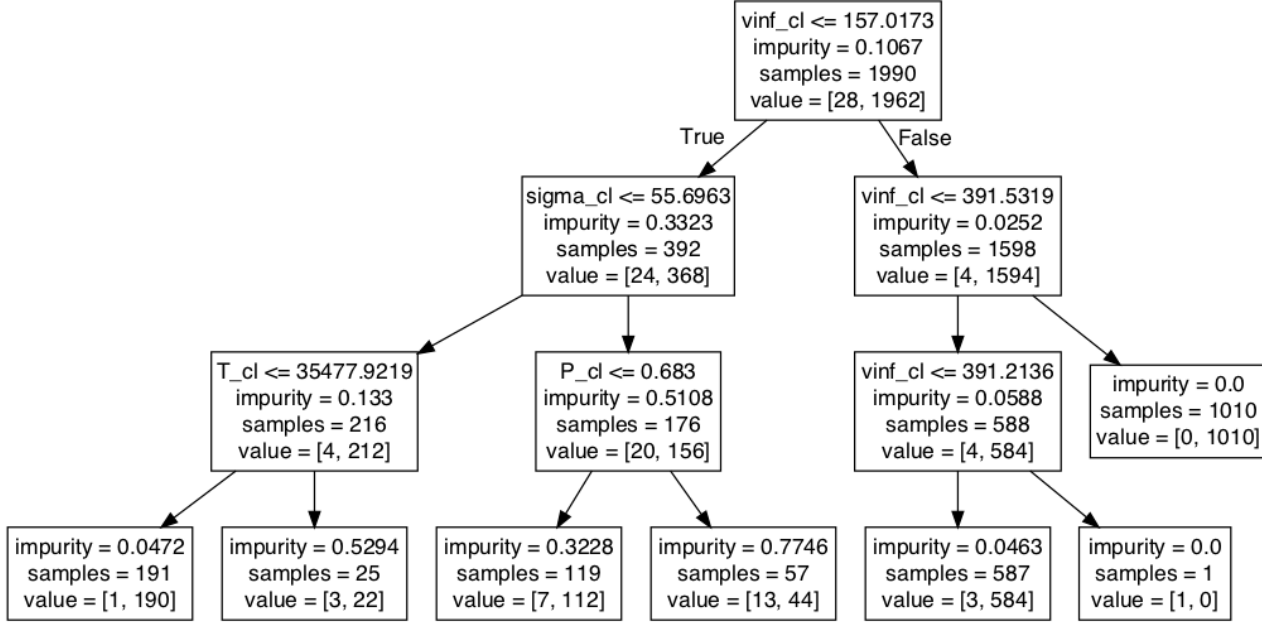 vinf_cl <= 157.0173
impurity = 0.1067
samples = 1990
value = [28, 1962]
True
False
sigma_cl <= 55.6963
impurity = 0.3323
samples = 392
value = [24, 368]
vinf_cl <= 391.5319
impurity = 0.0252
samples = 1598
value = [4, 1594]
T_cl <= 35477.9219
impurity = 0.133
samples = 216
value = [4, 212]
P_cl <= 0.683
impurity = 0.5108
samples = 176
value = [20, 156]
vinf_cl <= 391.2136
impurity = 0.0588
samples = 588
value = [4, 584]
impurity = 0.0
samples = 1010
value = [0, 1010]
impurity = 0.0472
samples = 191
value = [1, 190]
impurity = 0.5294
samples = 25
value = [3, 22]
impurity = 0.3228
samples = 119
value = [7, 112]
impurity = 0.7746
samples = 57
value = [13, 44]
impurity = 0.0463
samples = 587
value = [3, 584]
impurity = 0.0
samples = 1
value = [1, 0]